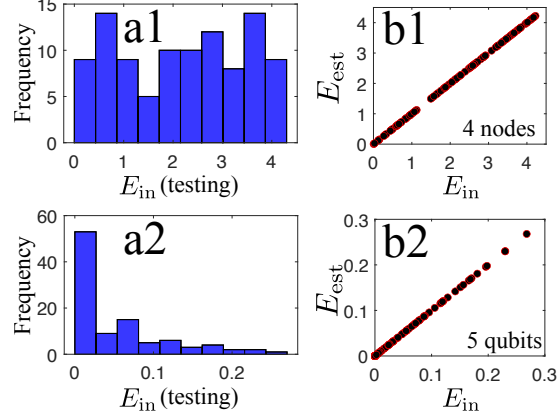 a1
15
10
5
0
Frequency
0 1 2 3 4
E_in (testing)
b1
4
3
2
1
0
E_est
4 nodes
0 1 2 3 4
E_in
a2
60
40
20
0
Frequency
0 0.1 0.2
E_in (testing)
b2
0.3
0.2
0.1
0
E_est
5 qubits
0 0.1 0.2 0.3
E_in